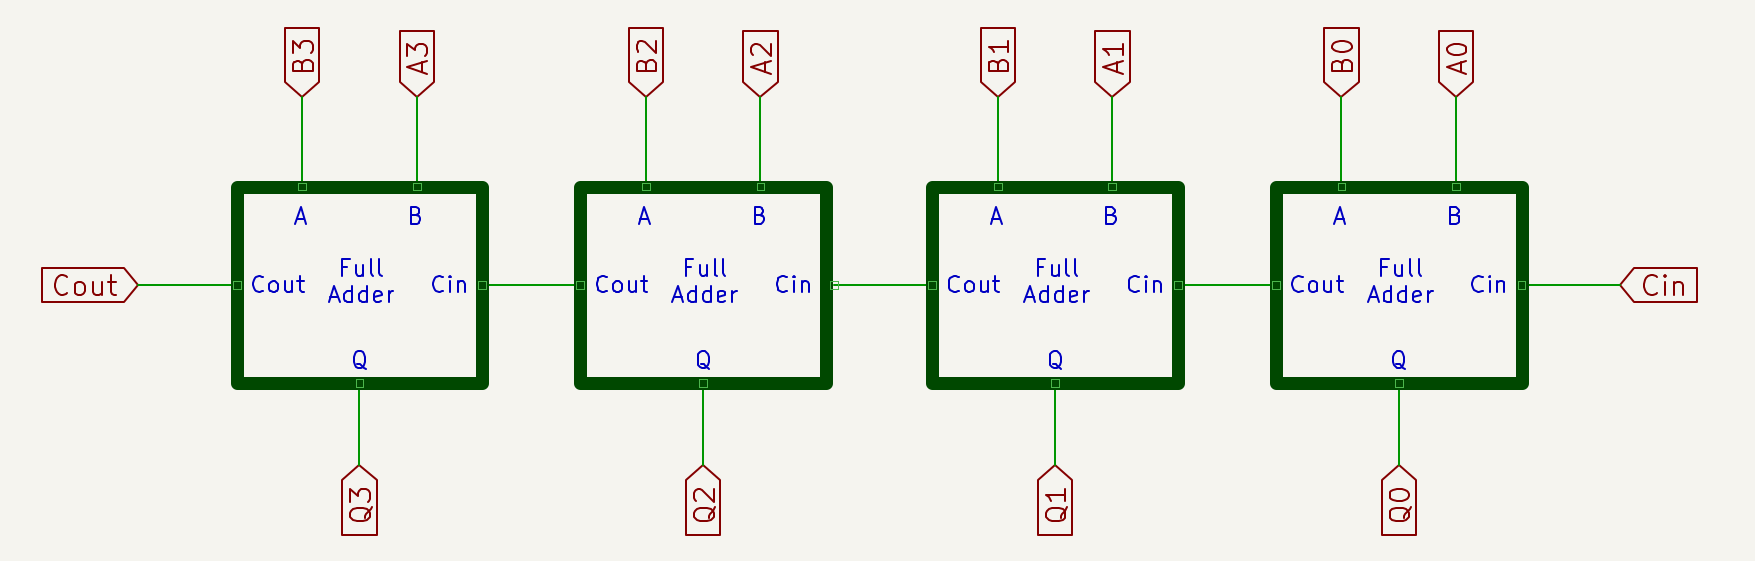 B3 A3 B2 A2 B1 A1 B0 A0
A B A B A B A B
Cout Full Adder Cin Cout Full Adder Cin Cout Full Adder Cin Cout Full Adder Cin
Cout Cin
Q Q Q Q
Q3 Q2 Q1 Q0